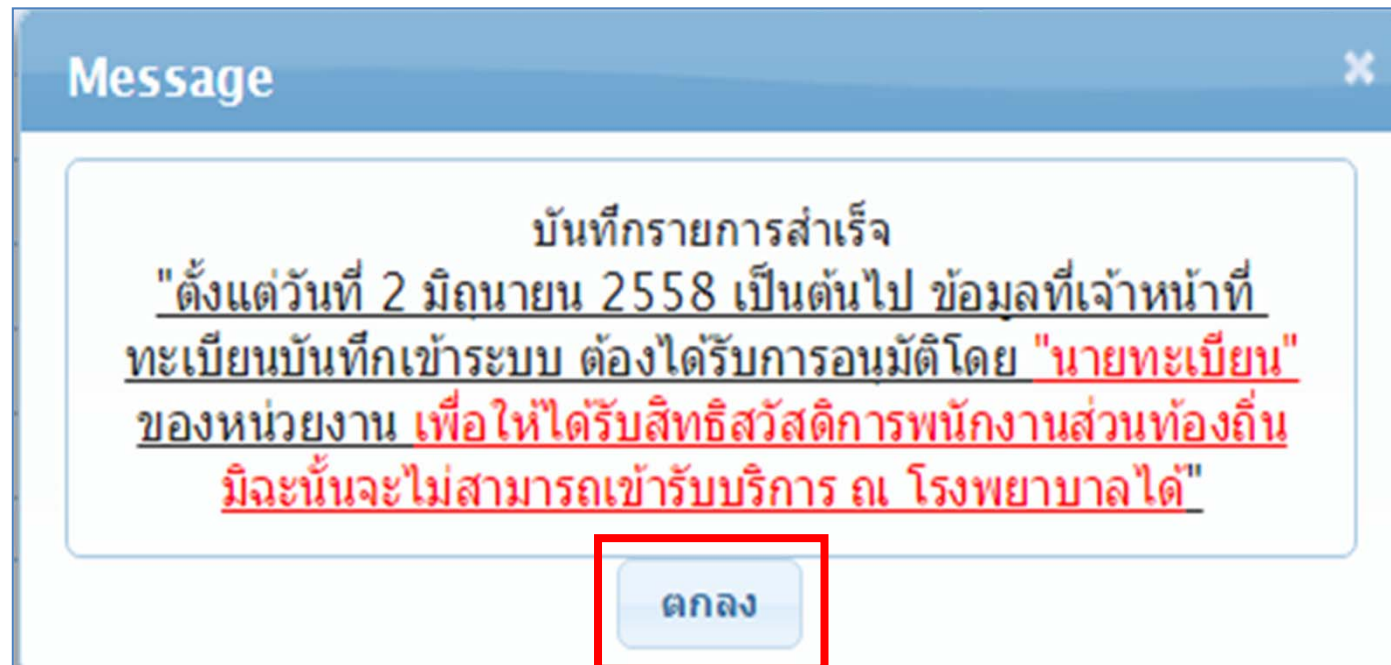 Message
บันทึกรายการสำเร็จ
"ตั้งแต่วันที่ 2 มิถุนายน 2558 เป็นต้นไป ข้อมูลที่เจ้าหน้าที่
ทะเบียนบันทึกเข้าระบบ ต้องได้รับการอนุมัติโดย "นายทะเบียน"
ของหน่วยงาน เพื่อให้ได้รับสิทธิสวัสดิการพนักงานส่วนท้องถิ่น
มิฉะนั้นจะไม่สามารถเข้ารับบริการ ณ โรงพยาบาลได้"
ตกลง